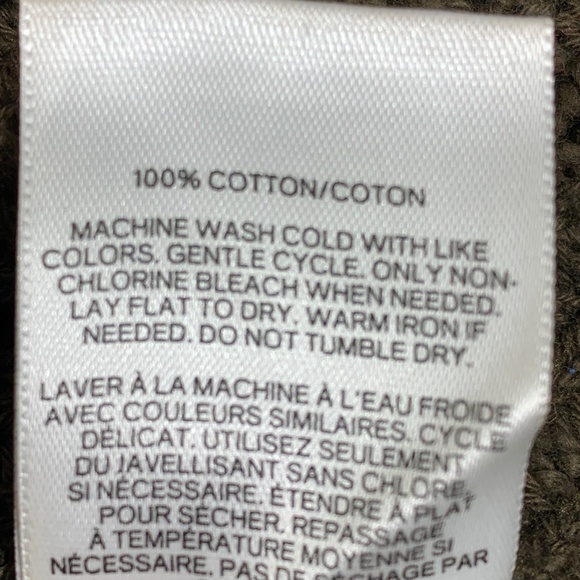 100% COTTON/COTON
MACHINE WASH COLD WITH LIKE
COLORS. GENTLE CYCLE. ONLY NON-
CHLORINE BLEACH WHEN NEEDED.
LAY FLAT TO DRY. WARM IRON IF
NEEDED. DO NOT TUMBLE DRY.
LAVER À LA MACHINE À L'EAU FROIDE
AVEC COULEURS SIMILAIRES. CYCLE
DÉLICAT. UTILISEZ SEULEMENT
DU JAVELLISANT SANS CHLORE
SI NÉCESSAIRE. ÉTENDRE À PLAT
POUR SÉCHER. REPASSAGE
À TEMPÉRATURE MOYENNE SI
NÉCESSAIRE. PAS DE SÉCHAGE PAR